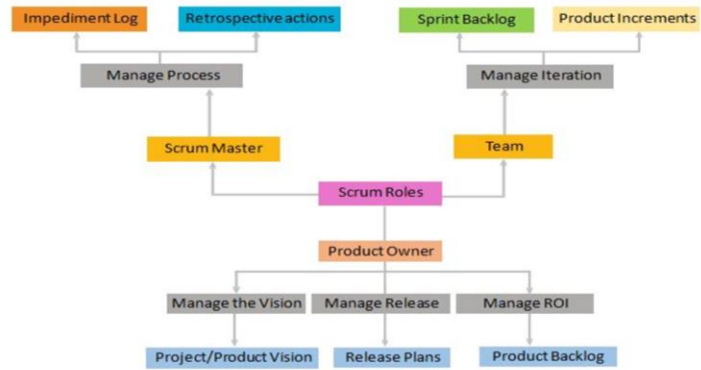 Impediment Log
Retrospective actions
Sprint Backlog
Product Increments
Manage Process
Manage Iteration
Scrum Master
Team
Scrum Roles
Product Owner
Manage the Vision
Manage Release
Manage ROI
Project/Product Vision
Release Plans
Product Backlog